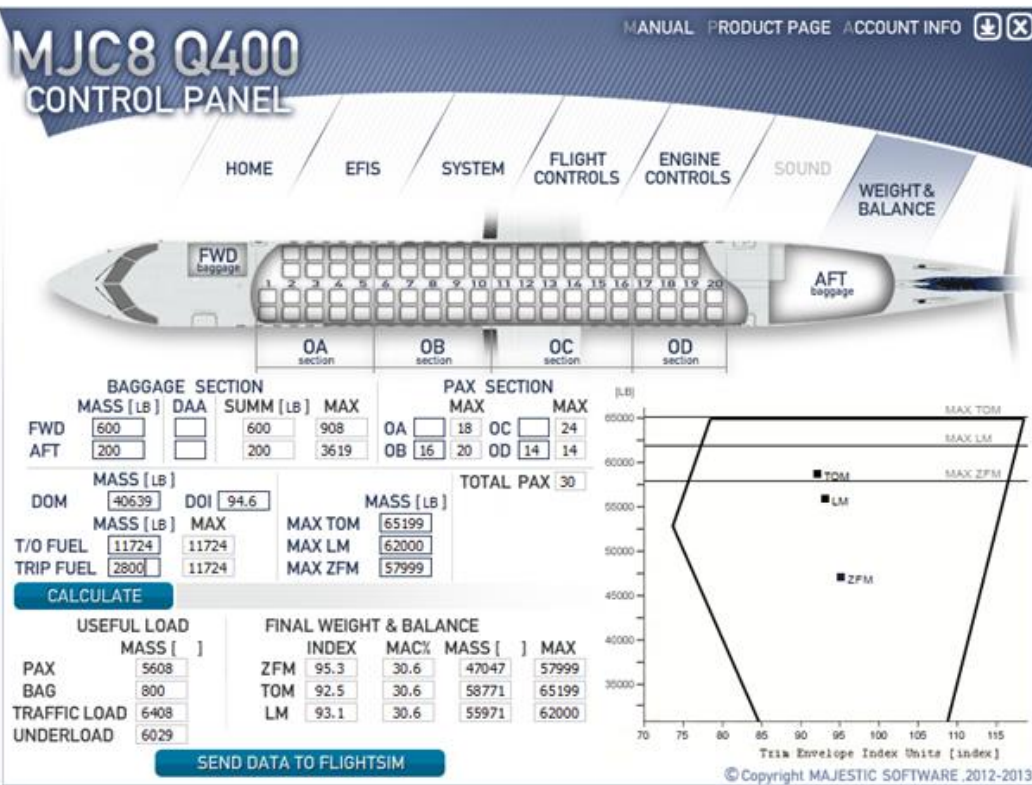 MANUAL PRODUCT PAGE ACCOUNT INFO
MJC8 Q400
CONTROL PANEL
HOME EFIS SYSTEM FLIGHT CONTROLS ENGINE CONTROLS SOUND WEIGHT & BALANCE
FWD
baggage
1 2 3 4 5 6 7 8 9 10 11 12 13 14 15 16 17 18 19 20
AFT
baggage
OA section OB section OC section OD section
BAGGAGE SECTION
MASS [LB] DAA SUMM [LB] MAX
FWD 600 600 908
AFT 200 200 3619
PAX SECTION
MAX MAX
OA 18 OC 24
OB 16 20 OD 14 14
TOTAL PAX 30
MASS [LB]
DOM 40639 DOI 94.6
MASS [LB] MAX
T/O FUEL 11724 11724
TRIP FUEL 2800 11724
MASS [LB]
MAX TOM 65199
MAX LM 62000
MAX ZFM 57999
CALCULATE
USEFUL LOAD
MASS [ ]
PAX 5608
BAG 800
TRAFFIC LOAD 6408
UNDERLOAD 6029
FINAL WEIGHT & BALANCE
INDEX MAC% MASS [ ] MAX
ZFM 95.3 30.6 47047 57999
TOM 92.5 30.6 58771 65199
LM 93.1 30.6 55971 62000
SEND DATA TO FLIGHTSIM
[LB]
65000
60000
55000
50000
45000
40000
35000
MAX TOM
MAX LM
MAX ZFM
TOM
LM
ZFM
70 75 80 85 90 95 100 105 110 115
Trim Envelope Index Units [index]
© Copyright MAJESTIC SOFTWARE ,2012-2013